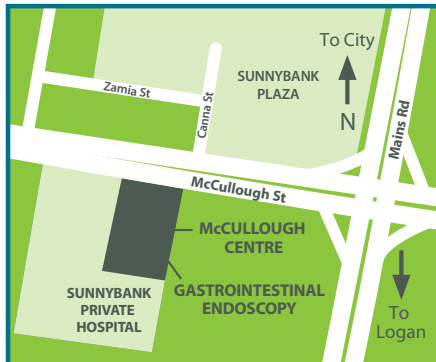 To City
SUNNYBANK
PLAZA
Zamia St
Canna St
N
Mains Rd
McCullough St
McCULLOUGH
CENTRE
GASTROINTESTINAL
ENDOSCOPY
SUNNYBANK
PRIVATE
HOSPITAL
To
Logan